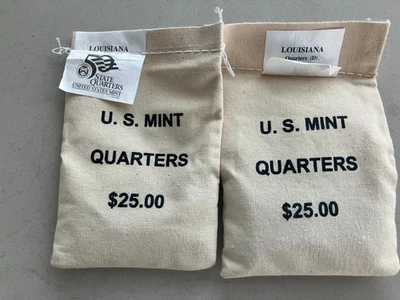 LOUISIANA
50
STATE
QUARTERS
UNITED STATES MINT
U. S. MINT
QUARTERS
$25.00
LOUISIANA
Quarters (D)
U. S. MINT
QUARTERS
$25.00